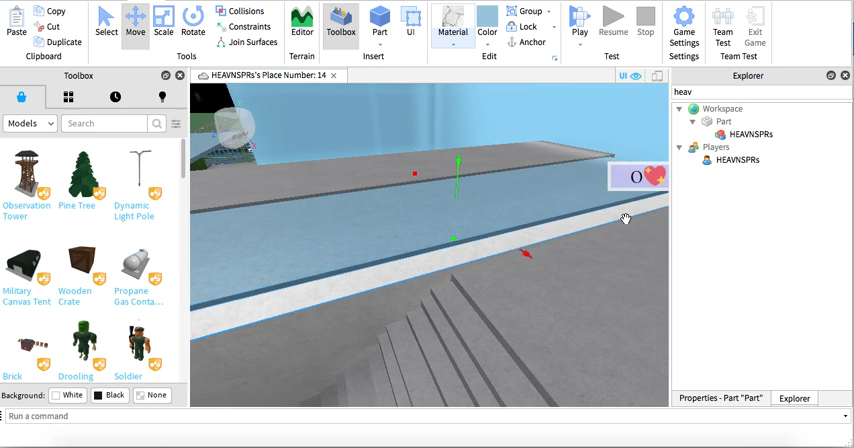 Paste
Copy
Cut
Duplicate
Clipboard
Select
Move
Scale
Rotate
Collisions
Constraints
Join Surfaces
Tools
Editor
Terrain
Toolbox
Part
UI
Insert
Material
Color
Group
Lock
Anchor
Edit
Play
Resume
Stop
Test
Game
Settings
Settings
Team
Test
Exit
Game
Team Test
Toolbox
HEAVNSPRs's Place Number: 14
UI
Explorer
Models
Search
heav
Workspace
Part
HEAVNSPRs
Players
HEAVNSPRs
Right
Observation
Tower
Pine Tree
Dynamic
Light Pole
O
Military
Canvas Tent
Wooden
Crate
Propane
Gas Conta...
Brick
Drooling
Soldier
Background:
White
Black
None
Properties - Part "Part"
Explorer
Run a command